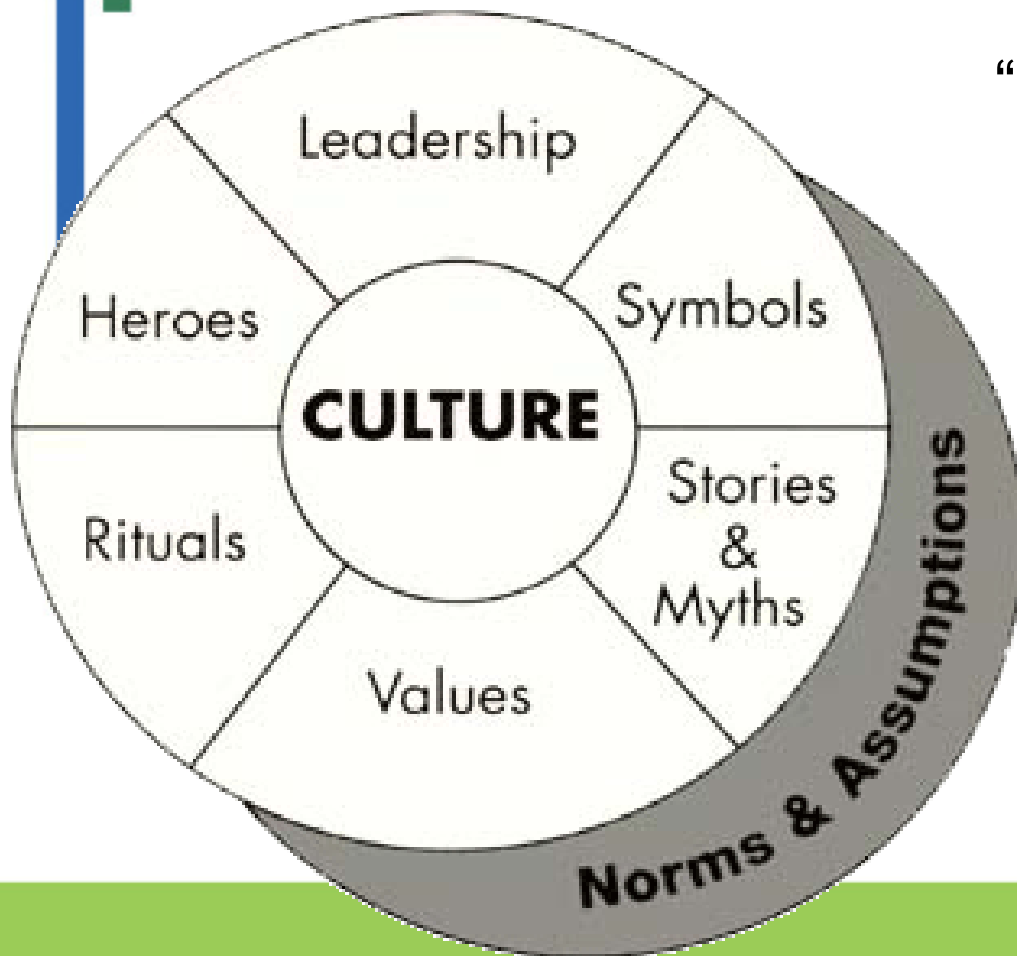 “
Leadership
Heroes
Symbols
CULTURE
Rituals
Stories
&
Myths
Values
Norms & Assumptions